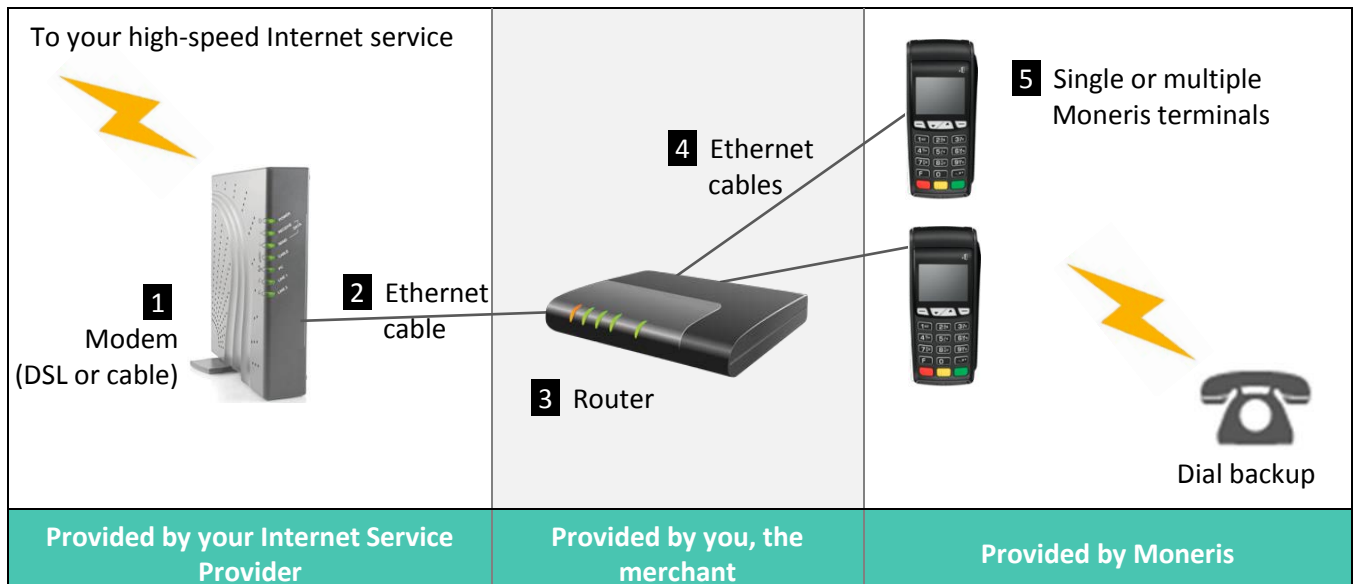 To your high-speed Internet service
1
Modem
(DSL or cable)
2 Ethernet
cable
3 Router
4 Ethernet
cables
5 Single or multiple
Moneris terminals
Dial backup
Provided by your Internet Service
Provider
Provided by you, the
merchant
Provided by Moneris